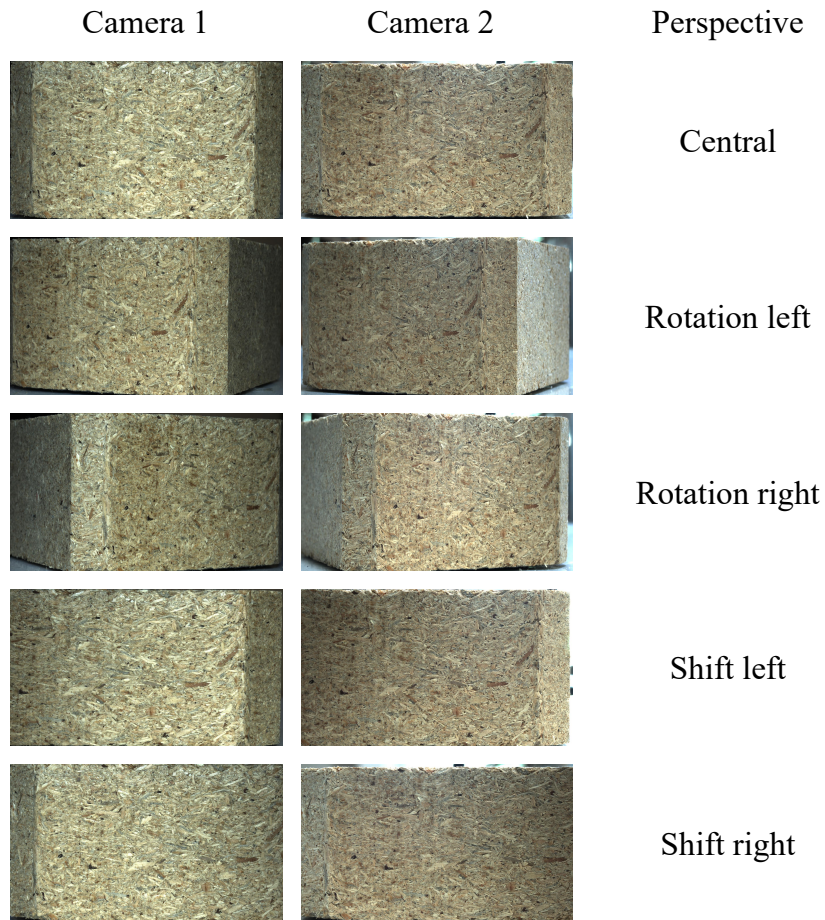 Camera 1 Camera 2 Perspective
Central
Rotation left
Rotation right
Shift left
Shift right